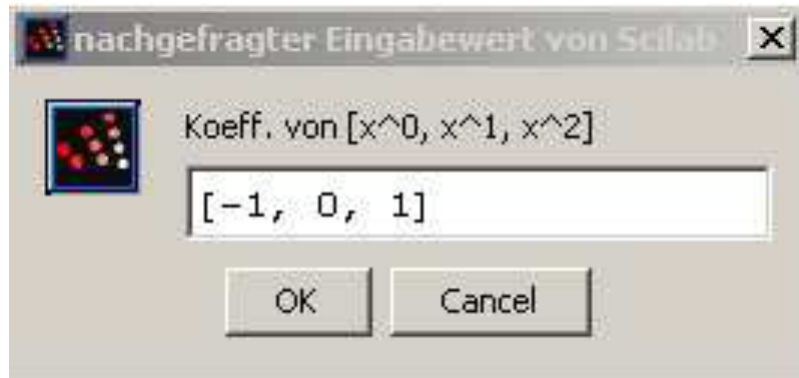 nachgefragter Eingabewert von Scilab
Koeff. von [x^0, x^1, x^2]
[-1, 0, 1]
OK Cancel